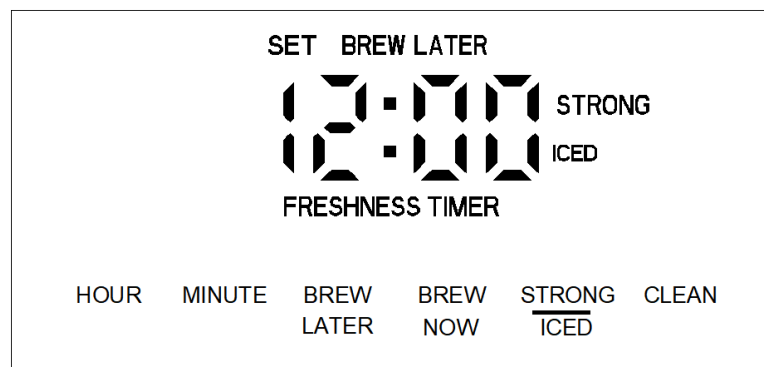 SET BREW LATER
12:00 STRONG
ICED
FRESHNESS TIMER
HOUR MINUTE BREW LATER BREW NOW STRONG ICED CLEAN